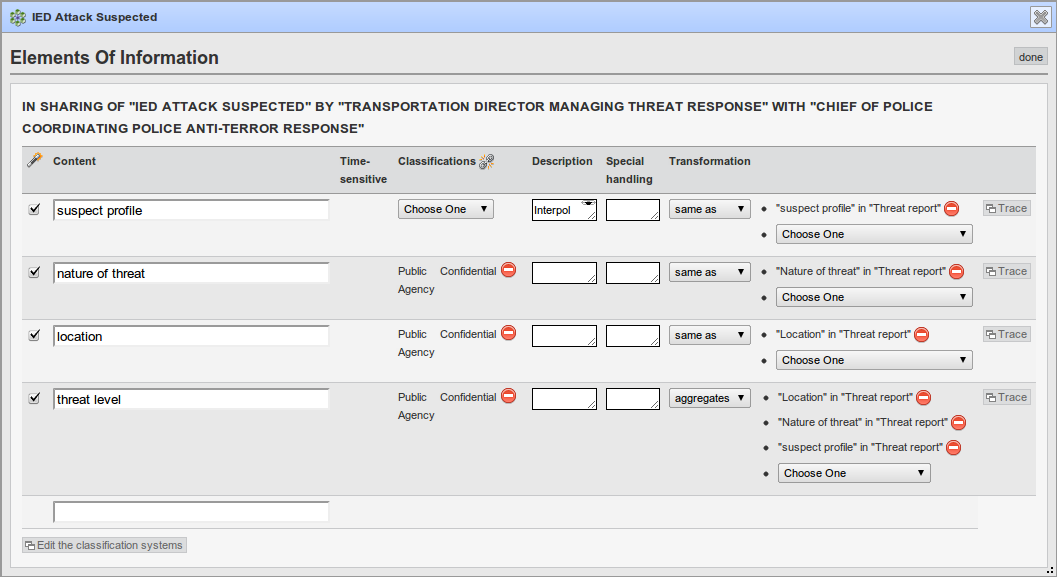 IED Attack Suspected
Elements Of Information
done
IN SHARING OF "IED ATTACK SUSPECTED" BY "TRANSPORTATION DIRECTOR MANAGING THREAT RESPONSE" WITH "CHIEF OF POLICE
COORDINATING POLICE ANTI-TERROR RESPONSE"
Content Time- Classifications Description Special Transformation
sensitive handling
suspect profile Choose One Interpol same as "suspect profile" in "Threat report" Trace
Choose One
nature of threat Public Confidential same as "Nature of threat" in "Threat report" Trace
Agency Choose One
location Public Confidential same as "Location" in "Threat report" Trace
Agency Choose One
threat level Public Confidential aggregates "Location" in "Threat report" Trace
Agency "Nature of threat" in "Threat report"
"suspect profile" in "Threat report"
Choose One
Edit the classification systems